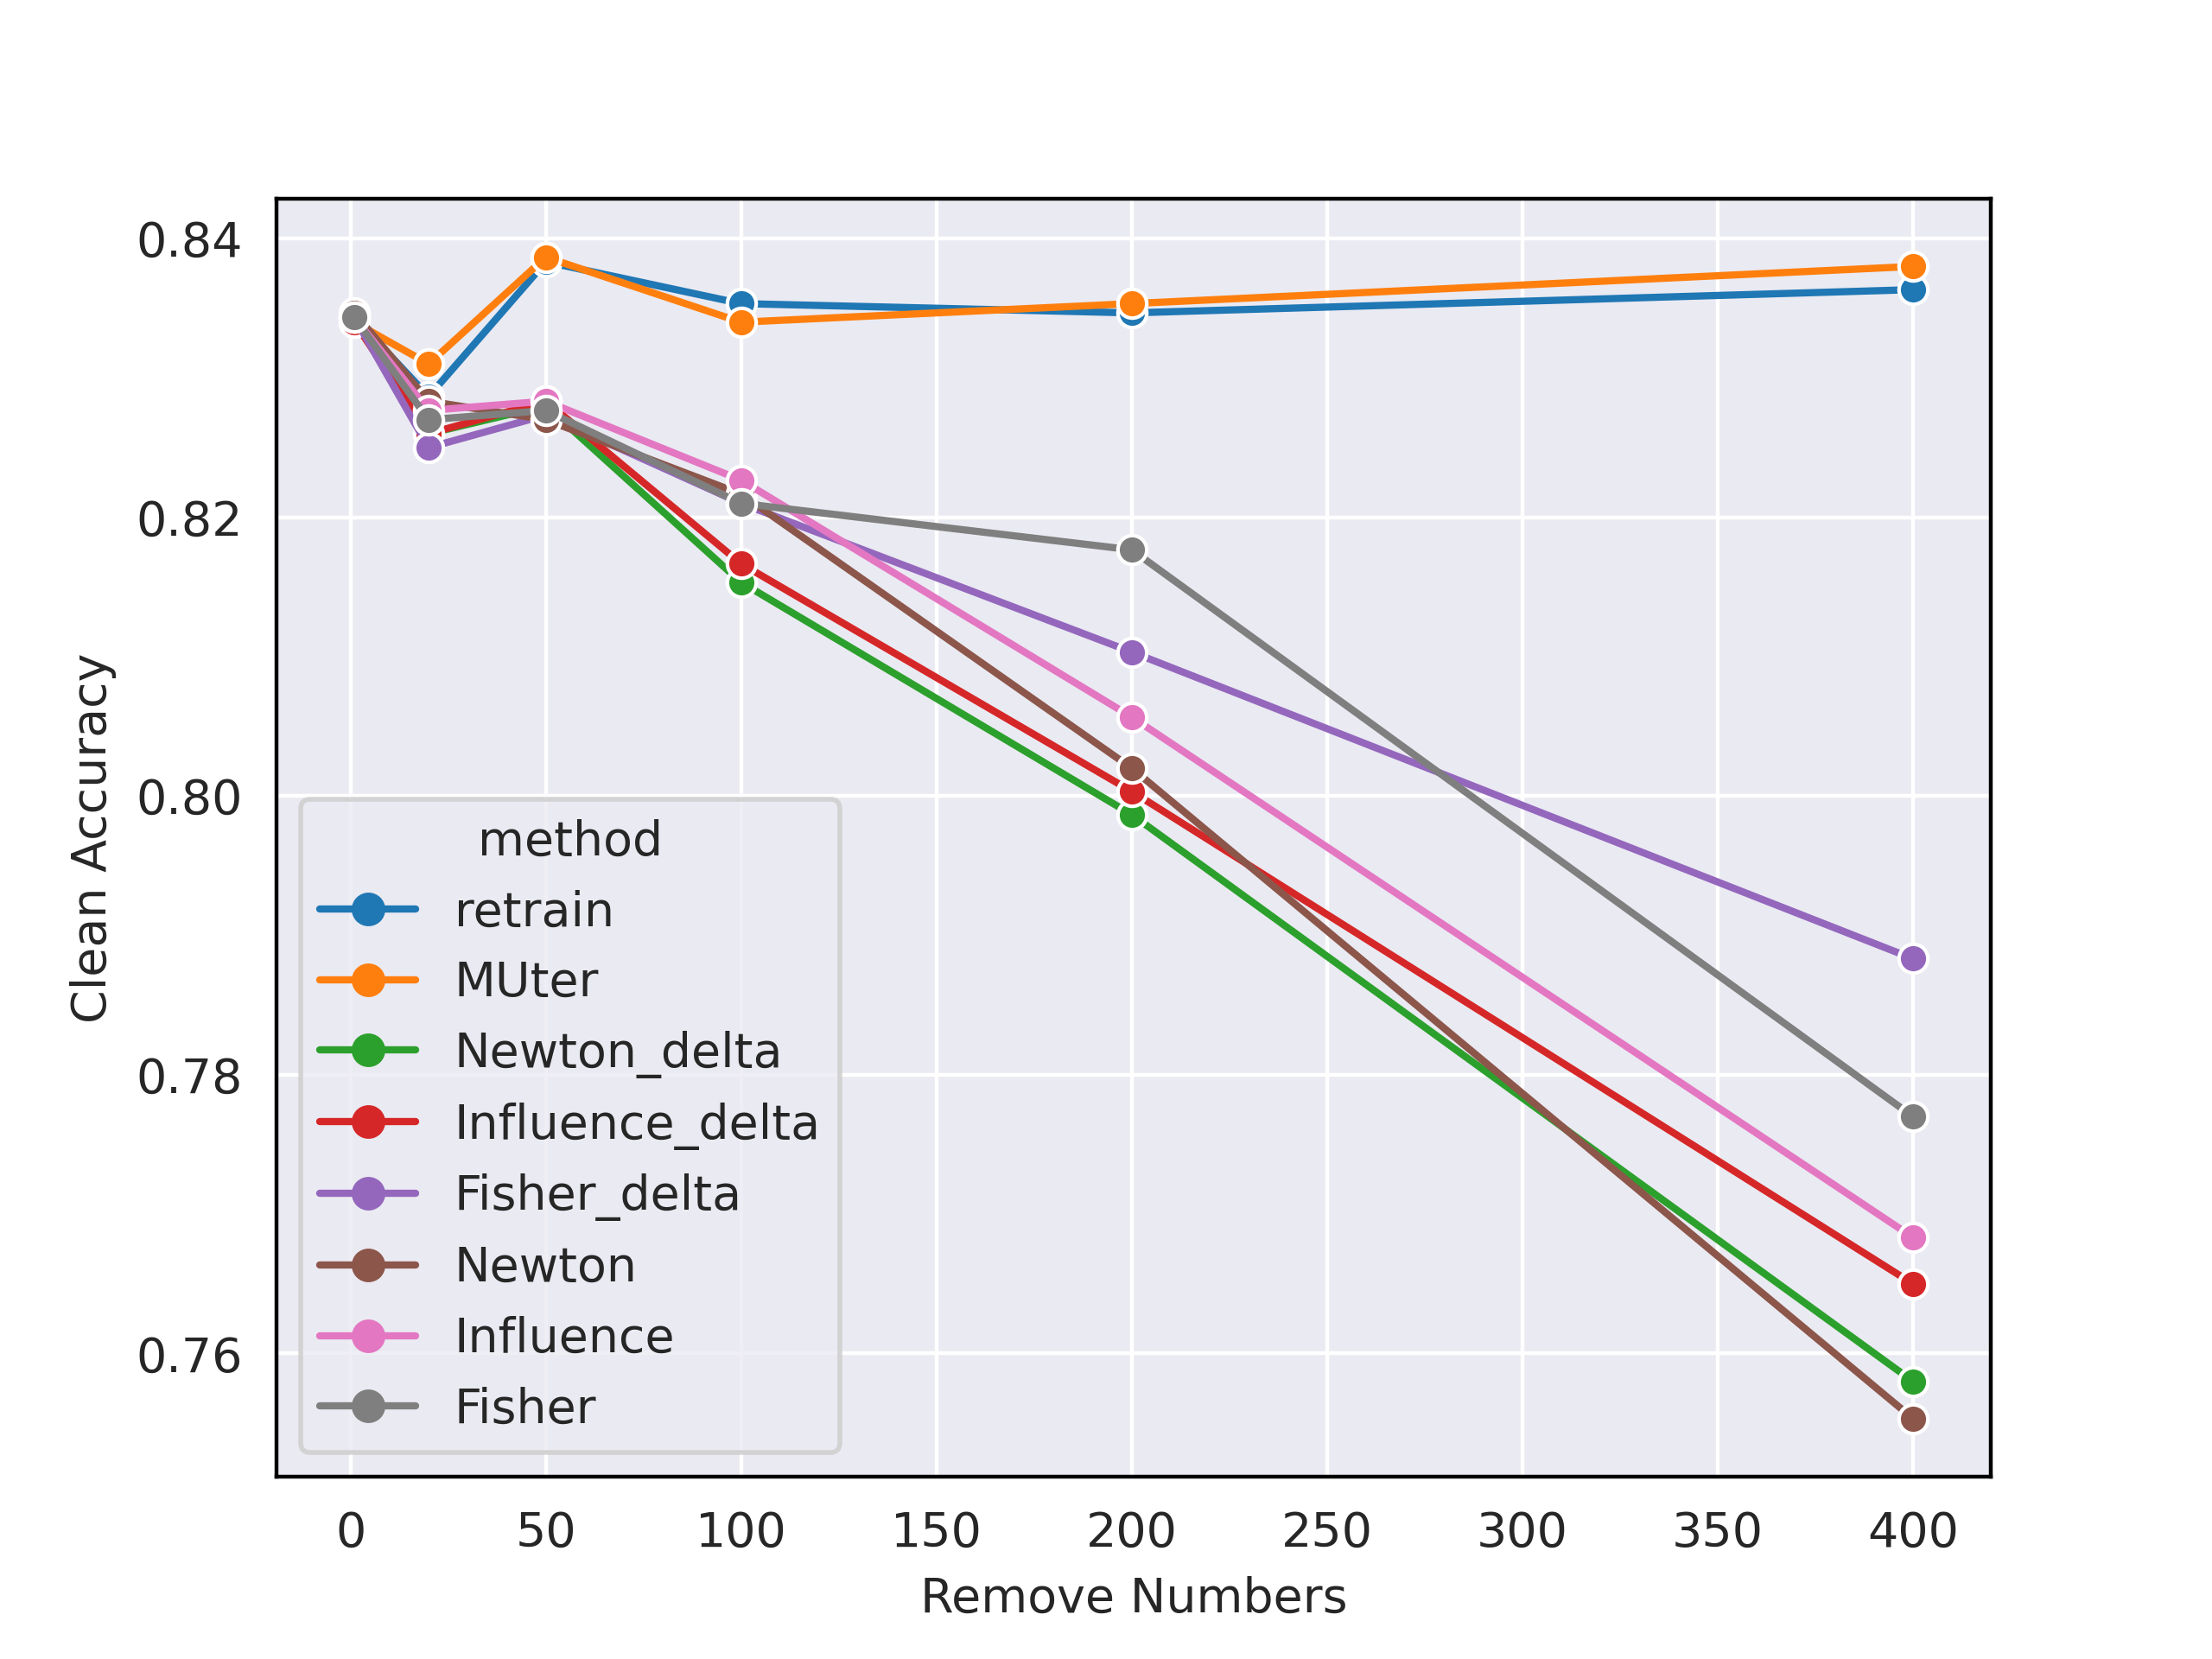 0.84
0.82
0.80
0.78
0.76
Clean Accuracy
method
retrain
MUter
Newton_delta
Influence_delta
Fisher_delta
Newton
Influence
Fisher
0 50 100 150 200 250 300 350 400
Remove Numbers